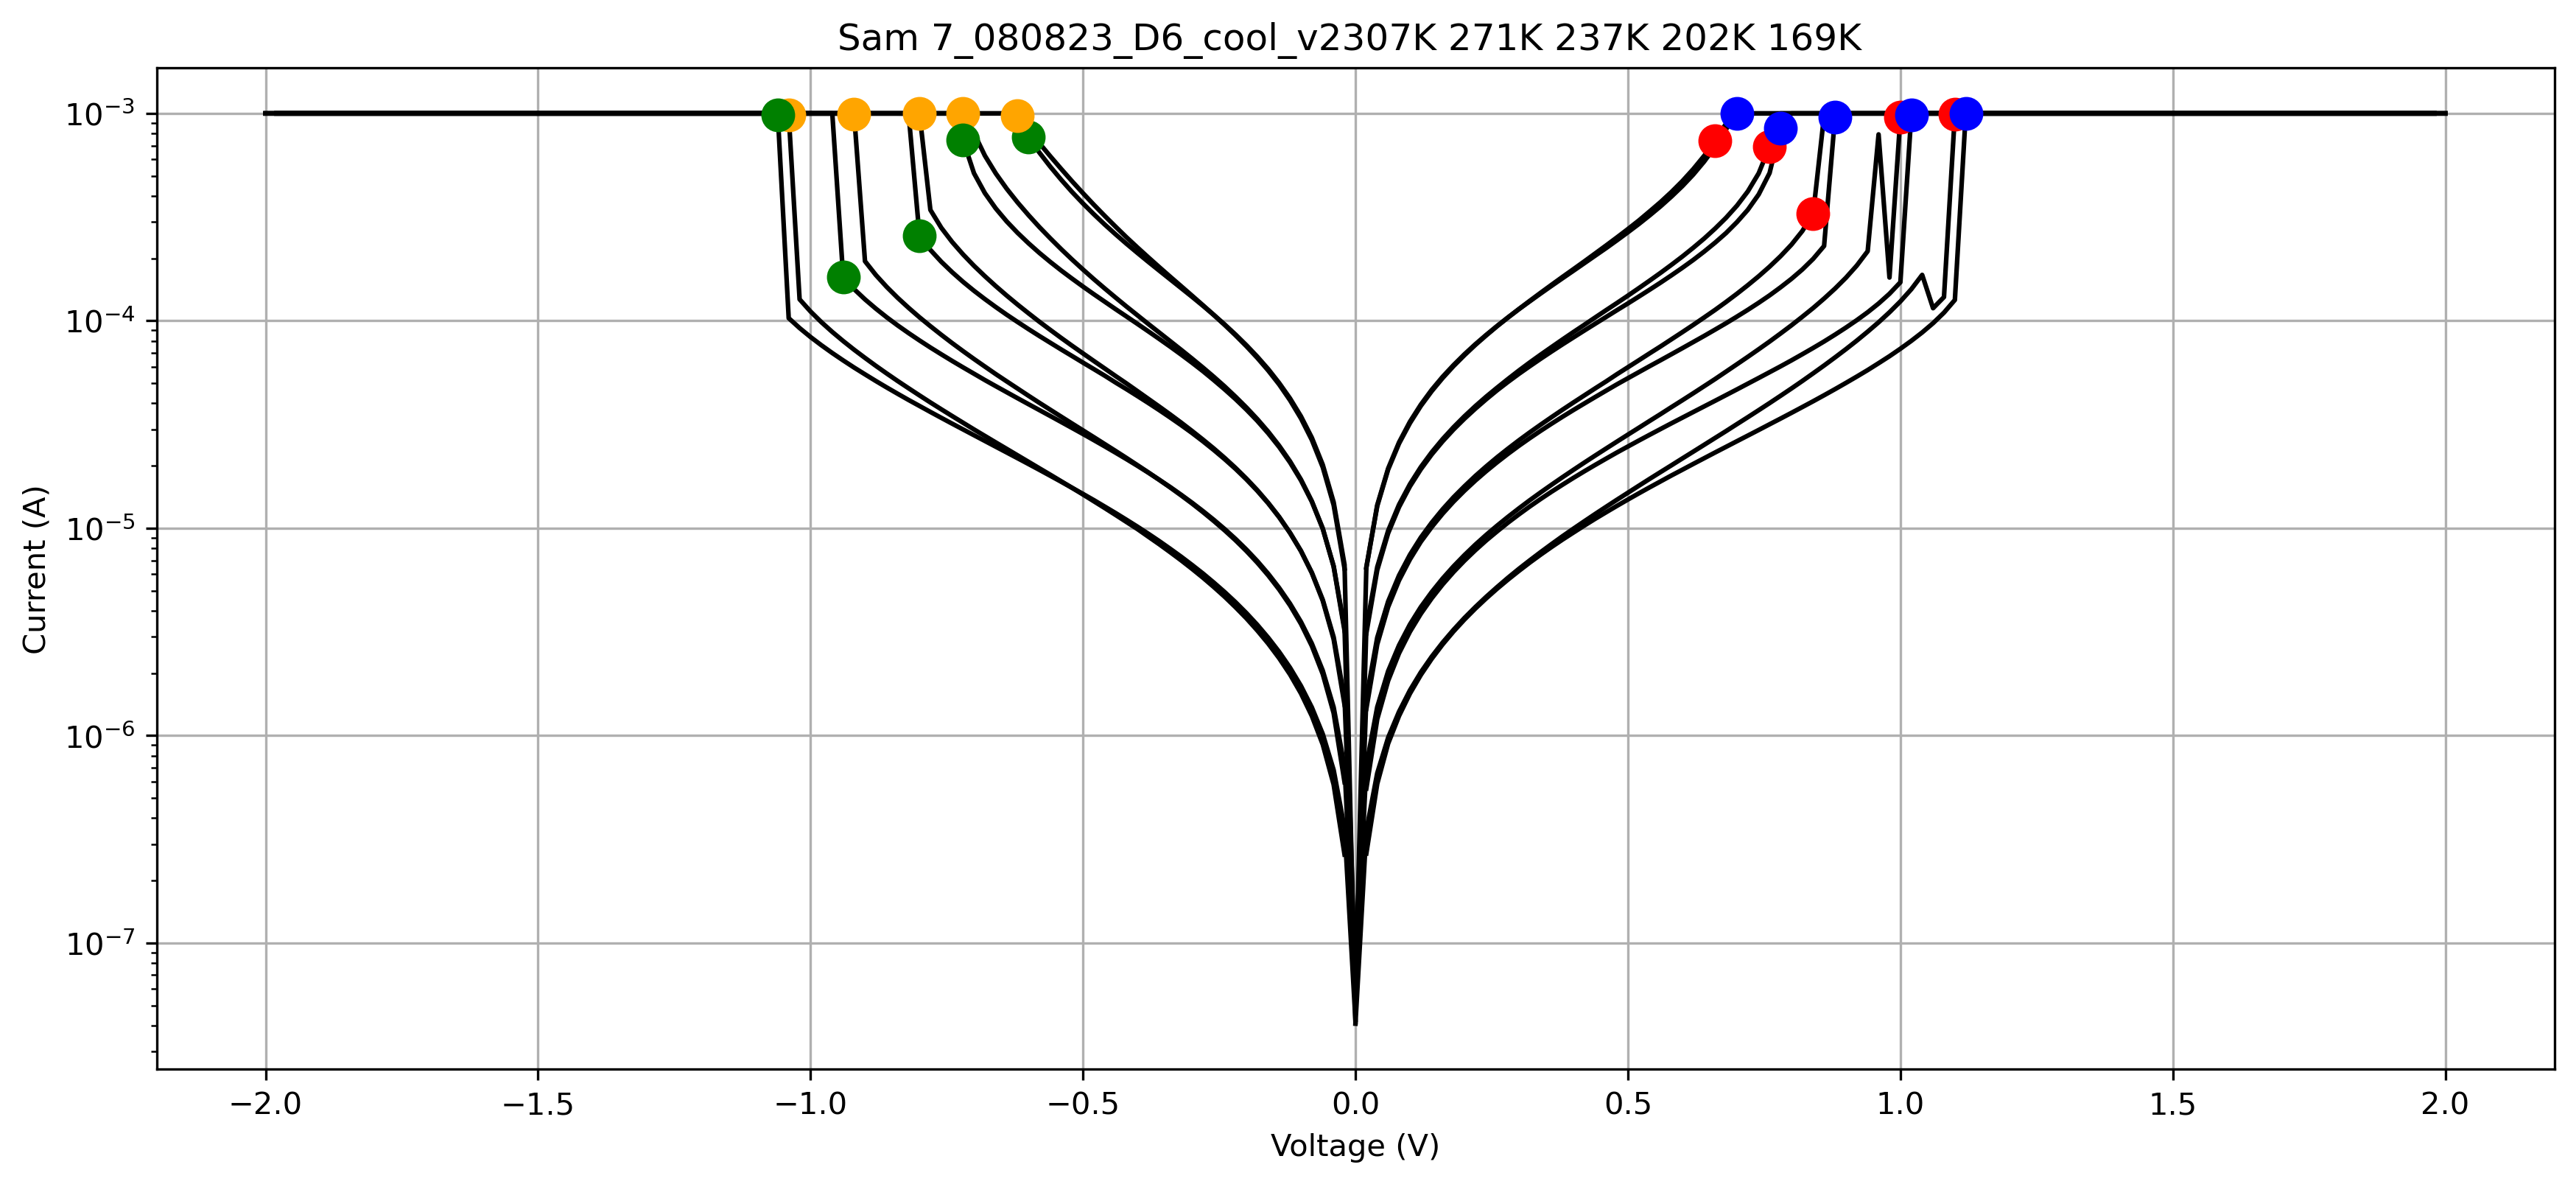 Sam 7_080823_D6_cool_v2307K 271K 237K 202K 169K
Current (A)
10⁻³
10⁻⁴
10⁻⁵
10⁻⁶
10⁻⁷
−2.0 −1.5 −1.0 −0.5 0.0 0.5 1.0 1.5 2.0
Voltage (V)